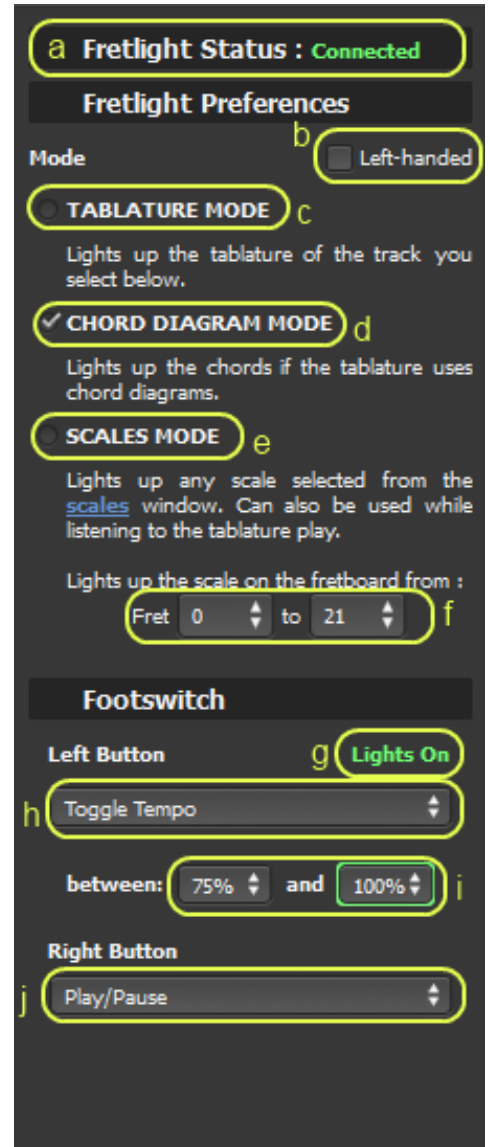 a Fretlight Status : Connected
Fretlight Preferences
b
Mode Left-handed
TABLATURE MODE c
Lights up the tablature of the track you
select below.
CHORD DIAGRAM MODE d
Lights up the chords if the tablature uses
chord diagrams.
SCALES MODE e
Lights up any scale selected from the
scales window. Can also be used while
listening to the tablature play.
Lights up the scale on the fretboard from :
Fret 0 to 21 f
Footswitch
Left Button g Lights On
h Toggle Tempo
between: 75% and 100% i
Right Button
j Play/Pause